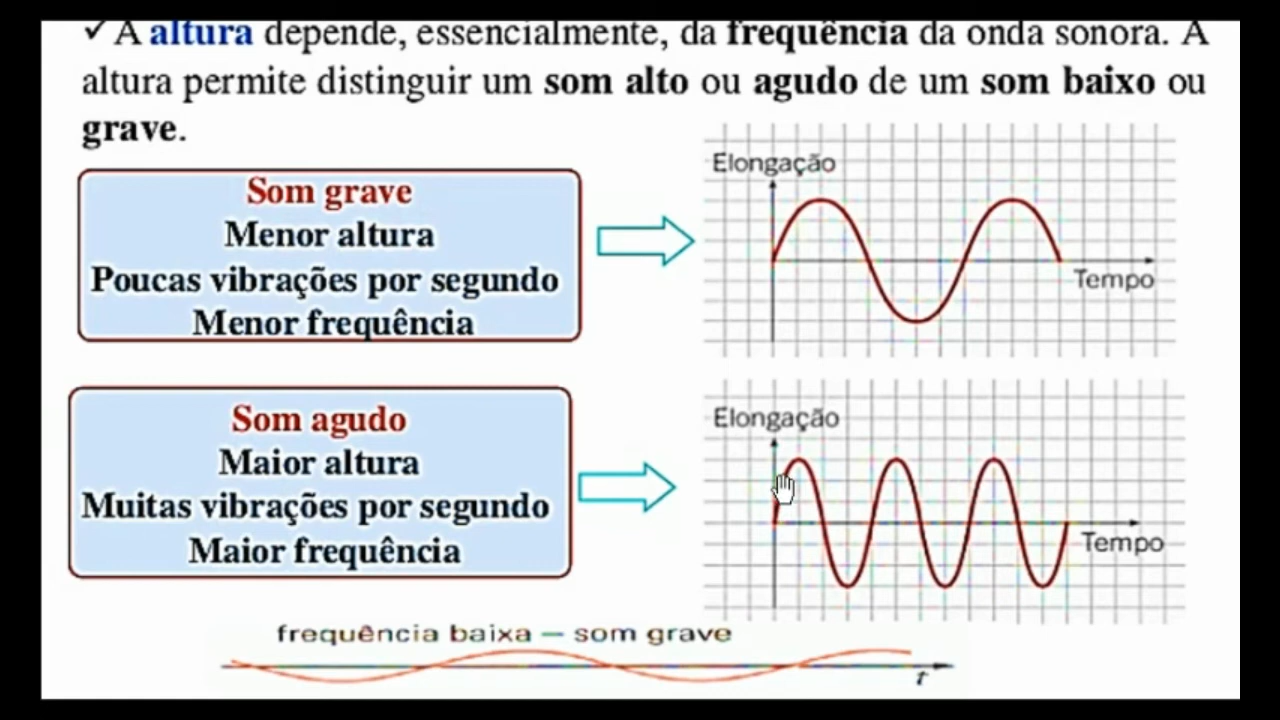 ✓ A altura depende, essencialmente, da frequência da onda sonora. A
altura permite distinguir um som alto ou agudo de um som baixo ou
grave.
Som grave
Menor altura
Poucas vibrações por segundo
Menor frequência
Elongação
Tempo
Som agudo
Maior altura
Muitas vibrações por segundo
Maior frequência
Elongação
Tempo
frequência baixa – som grave
t